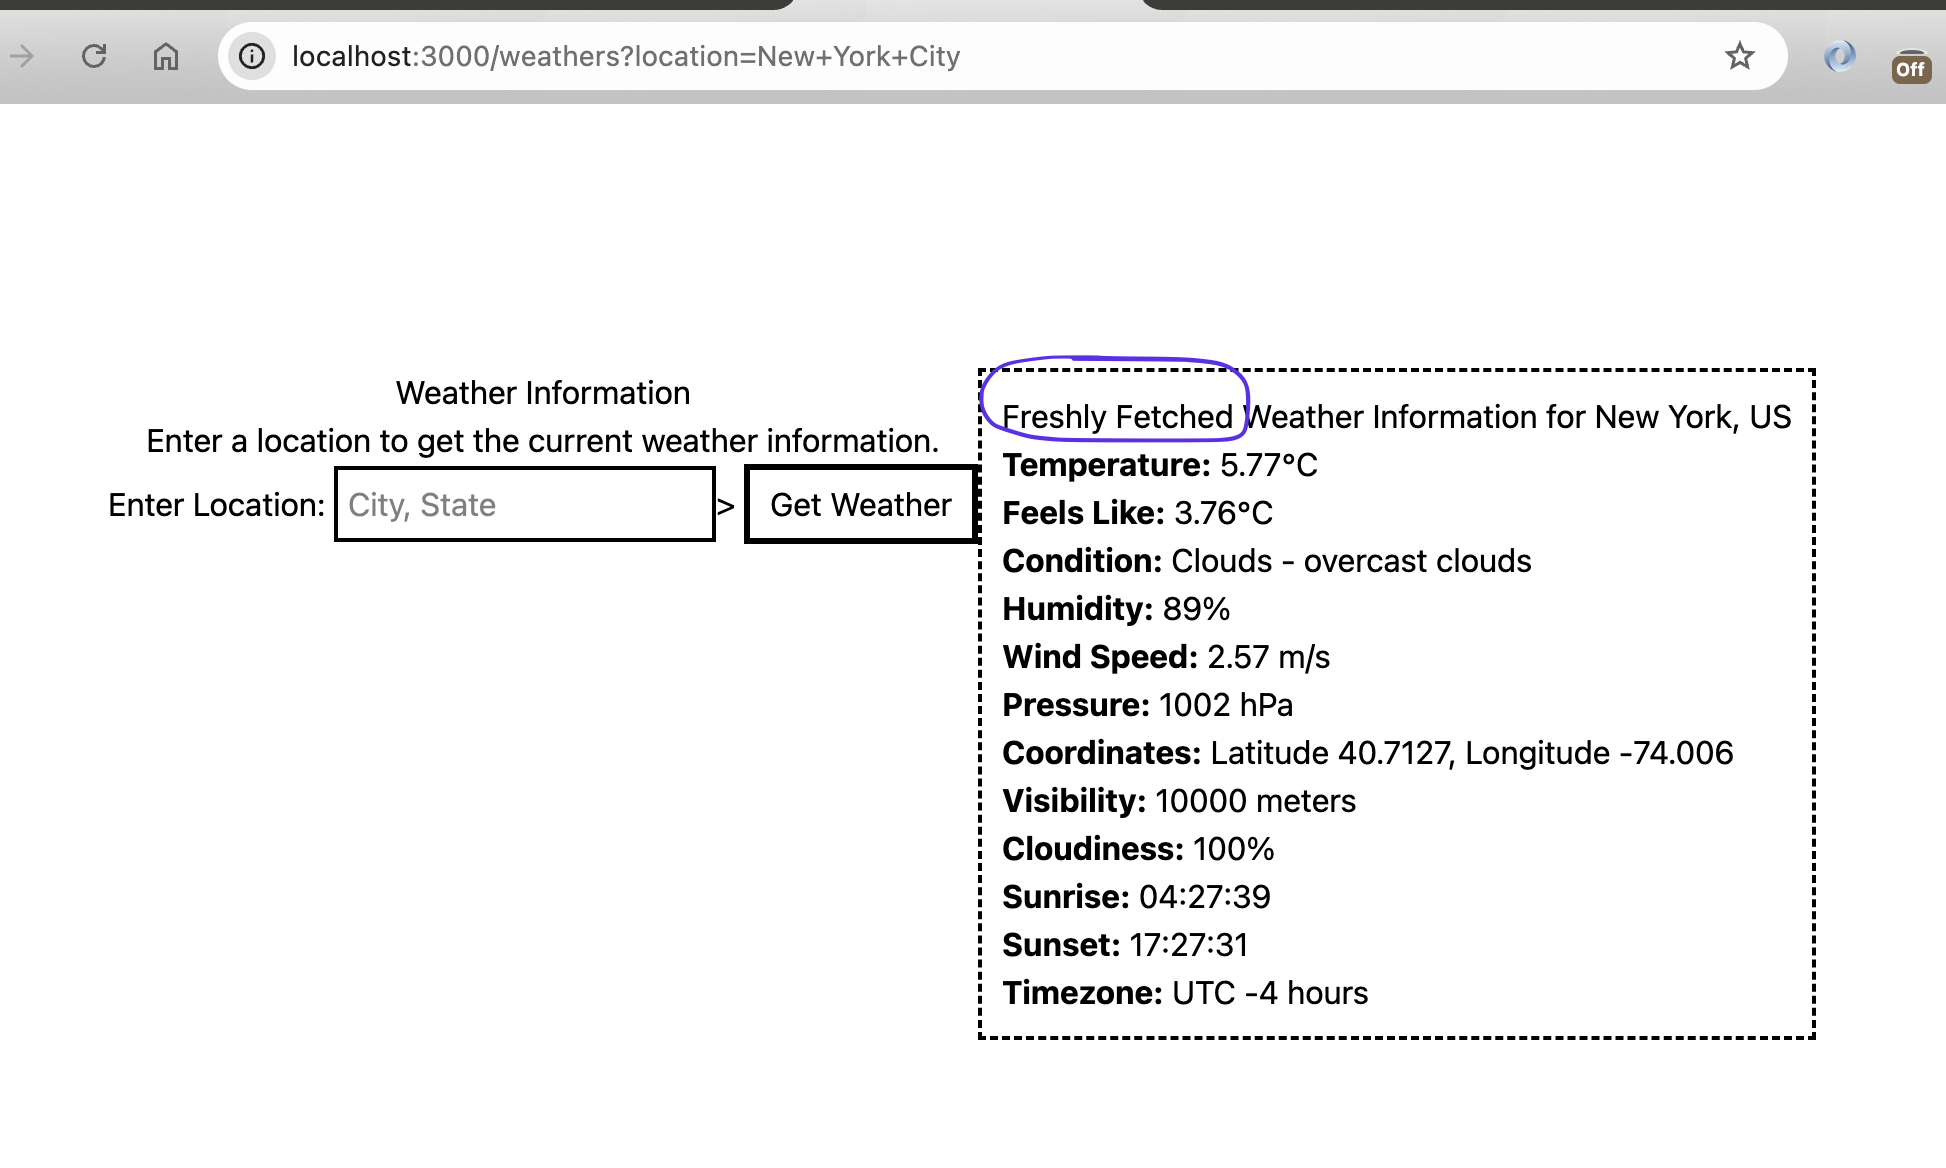 localhost:3000/weathers?location=New+York+City
Off
Weather Information
Enter a location to get the current weather information.
Enter Location: City, State > Get Weather
Freshly Fetched Weather Information for New York, US
Temperature: 5.77°C
Feels Like: 3.76°C
Condition: Clouds - overcast clouds
Humidity: 89%
Wind Speed: 2.57 m/s
Pressure: 1002 hPa
Coordinates: Latitude 40.7127, Longitude -74.006
Visibility: 10000 meters
Cloudiness: 100%
Sunrise: 04:27:39
Sunset: 17:27:31
Timezone: UTC -4 hours